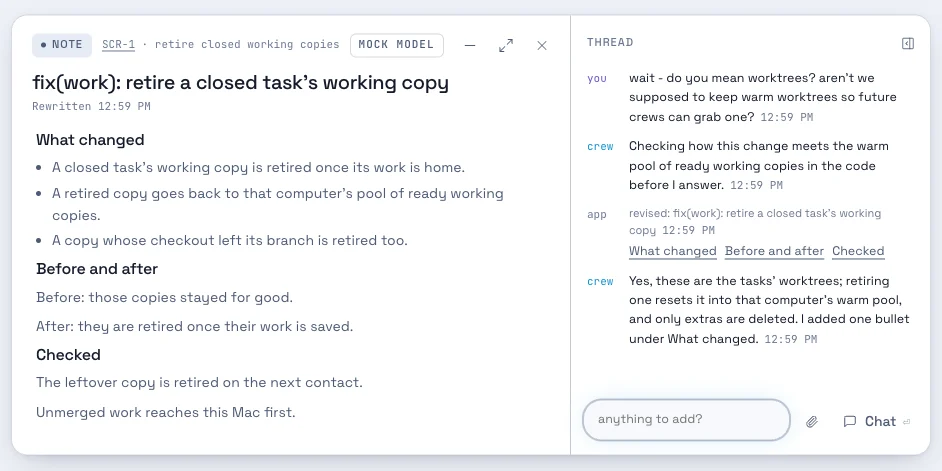 • NOTE SCR-1 · retire closed working copies MOCK MODEL
fix(work): retire a closed task's working copy
Rewritten 12:59 PM
What changed
• A closed task's working copy is retired once its work is home.
• A retired copy goes back to that computer's pool of ready working
copies.
• A copy whose checkout left its branch is retired too.
Before and after
Before: those copies stayed for good.
After: they are retired once their work is saved.
Checked
The leftover copy is retired on the next contact.
Unmerged work reaches this Mac first.
THREAD
you wait - do you mean worktrees? aren't we
supposed to keep warm worktrees so future
crews can grab one? 12:59 PM
crew Checking how this change meets the warm
pool of ready working copies in the code
before I answer. 12:59 PM
app revised: fix(work): retire a closed task's working
copy 12:59 PM
What changed Before and after Checked
crew Yes, these are the tasks' worktrees; retiring
one resets it into that computer's warm pool,
and only extras are deleted. I added one bullet
under What changed. 12:59 PM
anything to add?
Chat ⏎